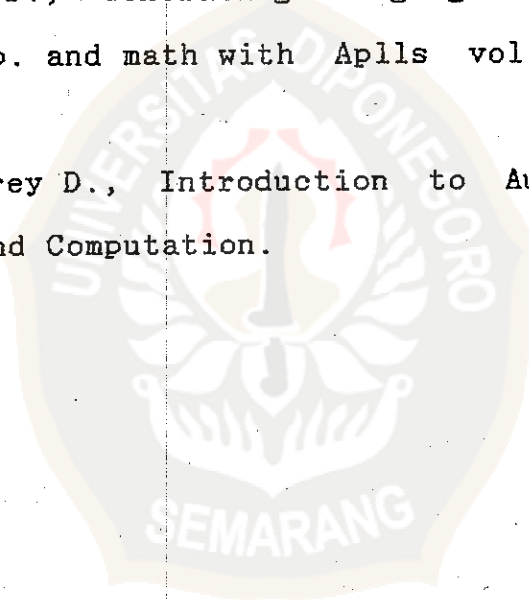 o. and math with Aplls vol
rey D., Introduction to Au
nd Computation.
UNIVERSITAS DIPONEGORO
SEMARANG